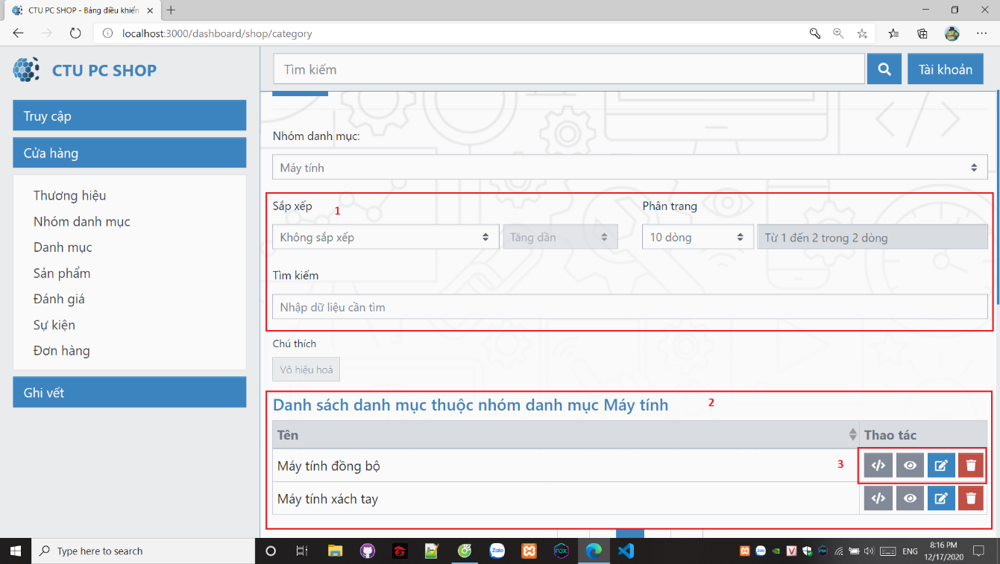 CTU PC SHOP - Bảng điều khiển
localhost:3000/dashboard/shop/category
CTU PC SHOP
Tìm kiếm
Tài khoản
Truy cập
Cửa hàng
Thương hiệu
Nhóm danh mục
Danh mục
Sản phẩm
Đánh giá
Sự kiện
Đơn hàng
Ghi vết
Nhóm danh mục:
Máy tính
Sắp xếp
1
Phân trang
Không sắp xếp
Tăng dần
10 dòng
Từ 1 đến 2 trong 2 dòng
Tìm kiếm
Nhập dữ liệu cần tìm
Chú thích
Vô hiệu hoá
Danh sách danh mục thuộc nhóm danh mục Máy tính
2
Tên
Thao tác
Máy tính đồng bộ
3
Máy tính xách tay
Type here to search
Zalo
ENG
8:16 PM
12/17/2020